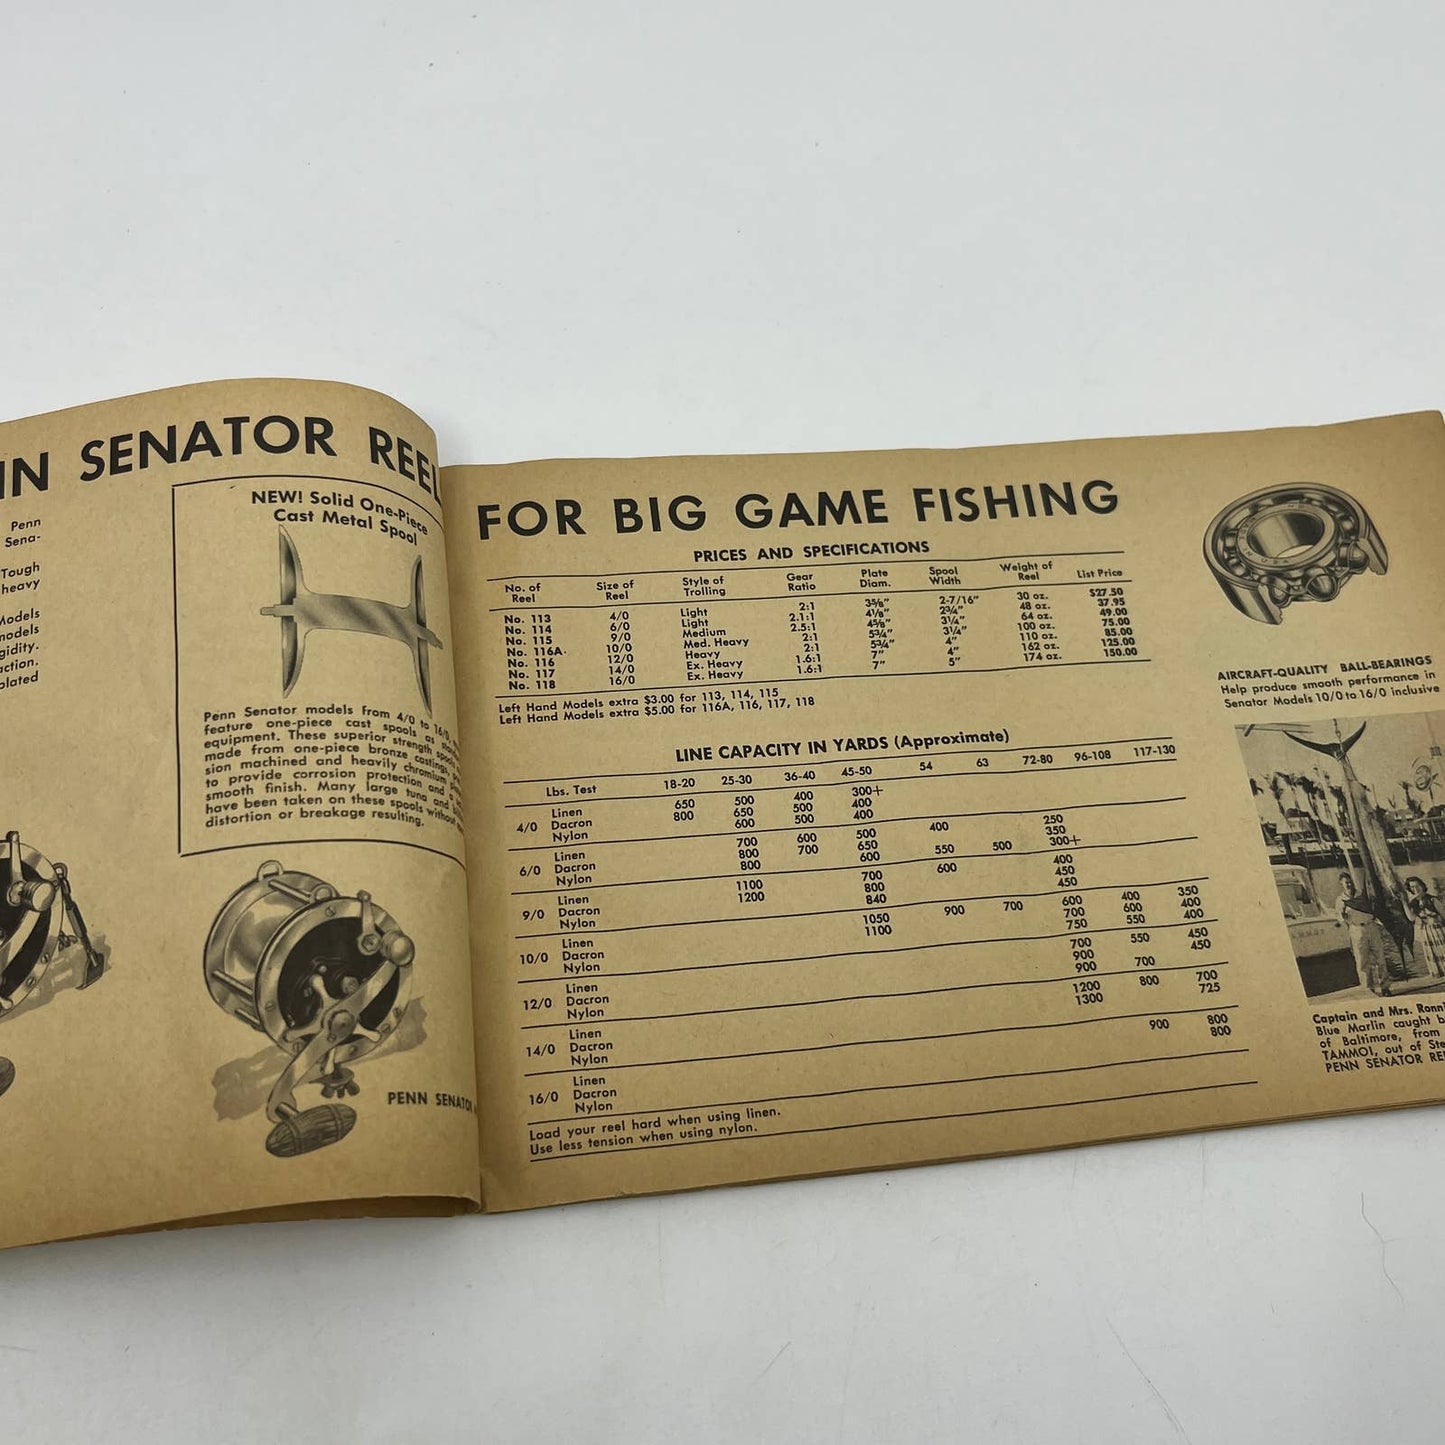 N SENATOR REEL
Penn
Sena-
Tough
heavy
Models
models
gidity.
action.
plated
NEW! Solid One-Piece
Cast Metal Spool
Penn Senator models from 4/0 to 16/0
feature one-piece cast spools as
equipment. These superior strength spools
made from one-piece bronze castings,
sion machined and heavily chromium
to provide corrosion protection and a
smooth finish. Many large tuna and
have been taken on these spools without
distortion or breakage resulting.
PENN SENATOR
FOR BIG GAME FISHING
PRICES AND SPECIFICATIONS
No. of Reel Size of Reel Style of Trolling Gear Ratio Plate Diam. Spool Width Weight of Reel List Price
No. 113 4/0 Light 2:1 3⅝" 2-7/16" 30 oz. $27.50
No. 114 6/0 Light 2.1:1 4⅛" 2¾" 48 oz. 37.95
No. 115 9/0 Medium 2.5:1 4⅝" 3¼" 64 oz. 49.00
No. 116A. 10/0 Med. Heavy 2:1 5¾" 3¼" 100 oz. 75.00
No. 116 12/0 Heavy 2:1 5¾" 4" 110 oz. 85.00
No. 117 14/0 Ex. Heavy 1.6:1 7" 4" 162 oz. 125.00
No. 118 16/0 Ex. Heavy 1.6:1 7" 5" 174 oz. 150.00
Left Hand Models extra $3.00 for 113, 114, 115
Left Hand Models extra $5.00 for 116A, 116, 117, 118
LINE CAPACITY IN YARDS (Approximate)
Lbs. Test 18-20 25-30 36-40 45-50 54 63 72-80 96-108 117-130
Linen 650 500 400 300+
4/0 Dacron 800 650 500 400
Nylon 600 500 400
Linen 700 600 500 400 250
6/0 Dacron 800 700 650 350
Nylon 800 600 550 500 300+
Linen 1100 700 600 400
9/0 Dacron 1200 800 450
Nylon 840 450
Linen 1050 900 700 600 400 350
10/0 Dacron 1100 700 600 400
Nylon 750 550 400
Linen 700 550 450
12/0 Dacron 900 450
Nylon 900 700
Linen 1200 800 700
14/0 Dacron 1300 725
Nylon
Linen 900 800
16/0 Dacron 800
Nylon
Load your reel hard when using linen.
Use less tension when using nylon.
AIRCRAFT-QUALITY BALL-BEARINGS
Help produce smooth performance in
Senator Models 10/0 to 16/0 inclusive
Captain and Mrs. Ronni
Blue Marlin caught b
of Baltimore, from
TAMMOI, out of Ste
PENN SENATOR RE